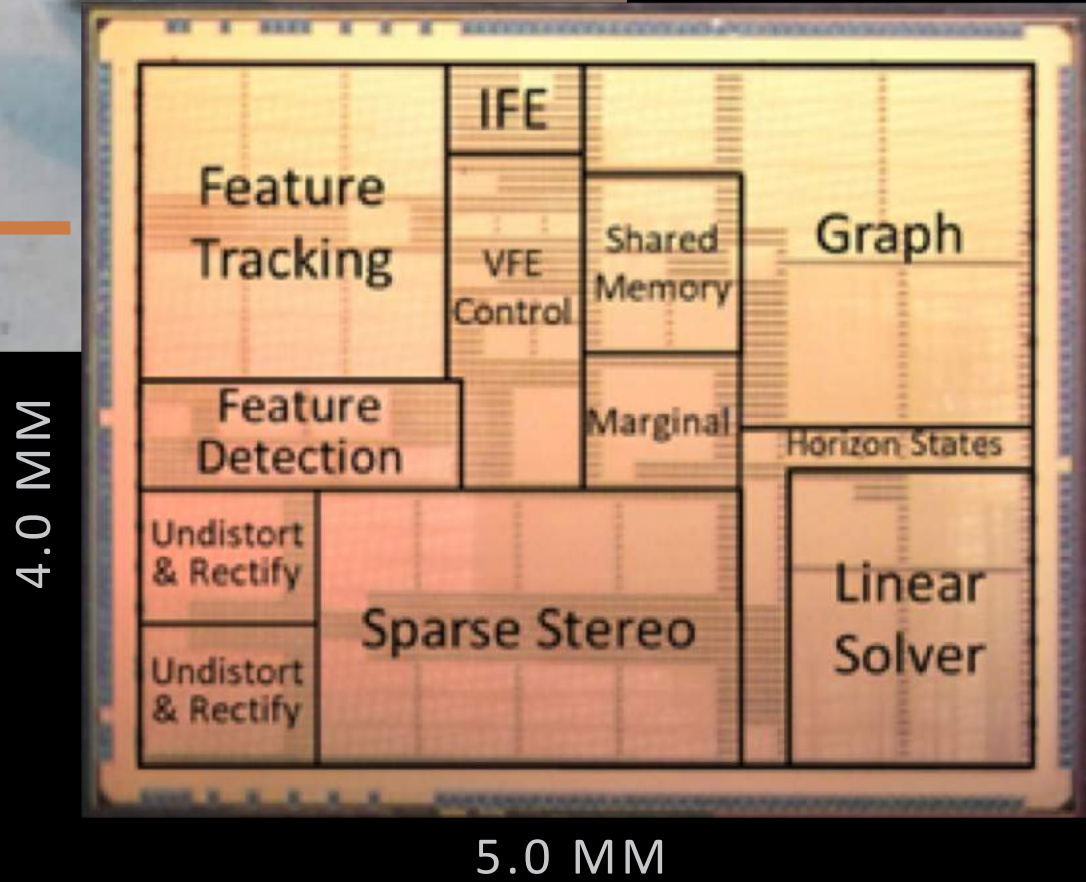 IFE
Feature
Tracking
VFE
Control
Shared
Memory
Graph
Feature
Detection
Marginal
Horizon States
Undistort
& Rectify
Sparse Stereo
Linear
Solver
Undistort
& Rectify
4.0 MM
5.0 MM